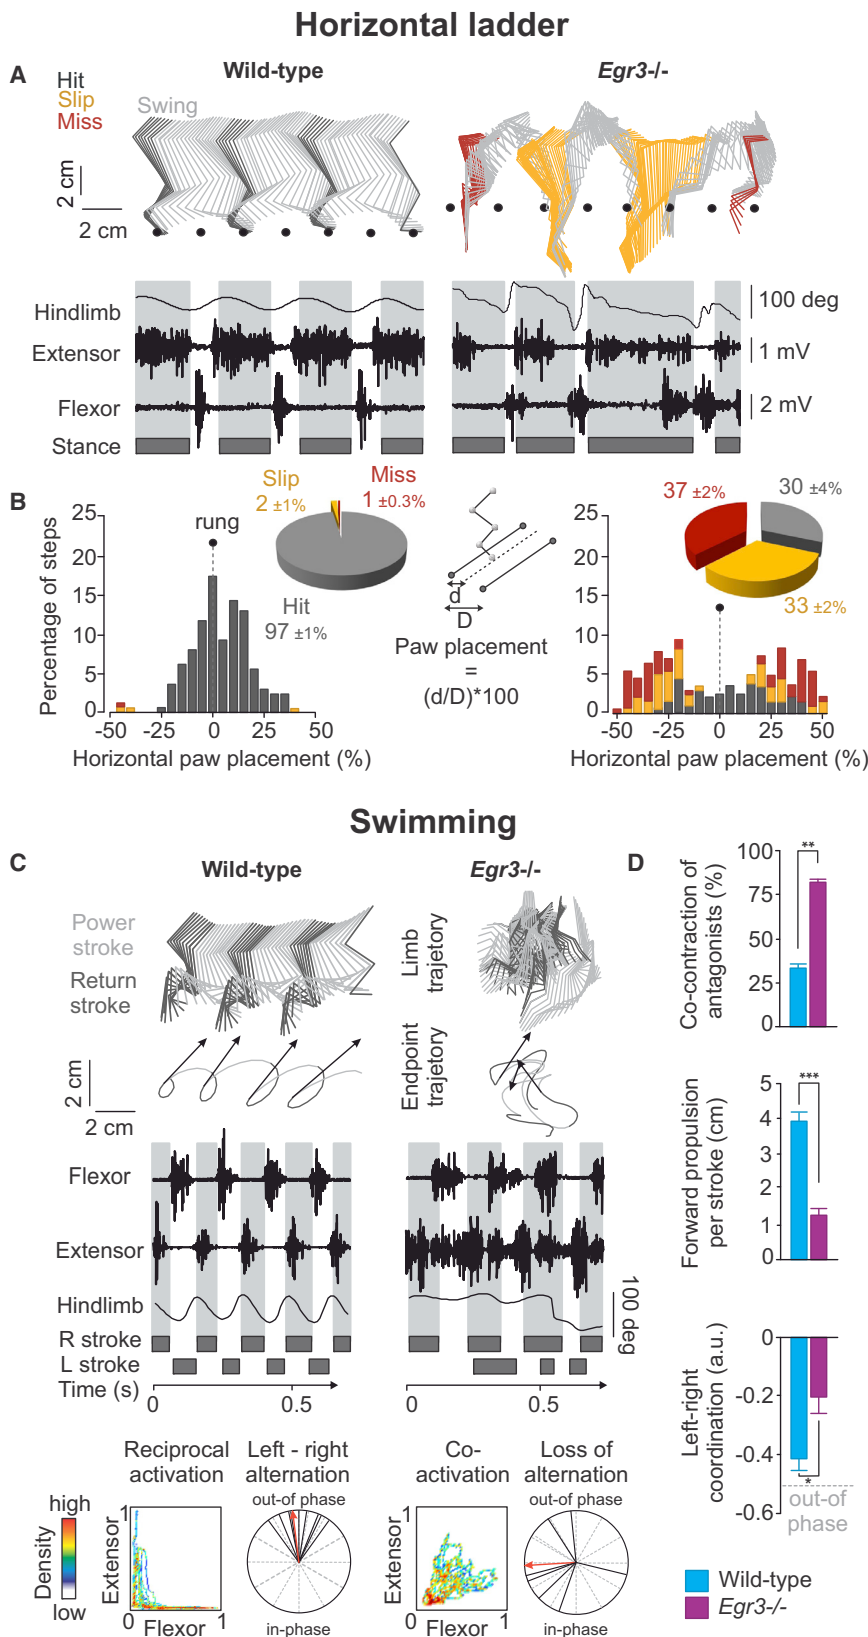 Horizontal ladder
A
Wild-type
Egr3-/-
Hit
Slip
Miss
Swing
2 cm
2 cm
Hindlimb
100 deg
Extensor
1 mV
Flexor
2 mV
Stance
B
Percentage of steps
25
20
15
10
5
0
-50 -25 0 25 50
Horizontal paw placement (%)
rung
Slip
2 ±1%
Miss
1 ±0.3%
Hit
97 ±1%
d
D
Paw placement
=
(d/D)*100
37 ±2%
30 ±4%
33 ±2%
25
20
15
10
5
0
-50 -25 0 25 50
Horizontal paw placement (%)
Swimming
C
Wild-type
Egr3-/-
Power
stroke
Return
stroke
Limb
trajetory
Endpoint
trajetory
2 cm
2 cm
Flexor
Extensor
Hindlimb
100 deg
R stroke
L stroke
Time (s)
0 0.5
0 0.5
Reciprocal
activation
Left - right
alternation
Co-
activation
Loss of
alternation
high
Density
low
Extensor
1
0
Flexor
1
out-of phase
in-phase
Extensor
1
0
Flexor
1
out-of phase
in-phase
D
Co-contraction of
antagonists (%)
100
75
50
25
0
**
Forward propulsion
per stroke (cm)
5
4
3
2
1
0
***
Left-right
coordination (a.u.)
0
-0.2
-0.4
-0.6
*
out-of
phase
Wild-type
Egr3-/-